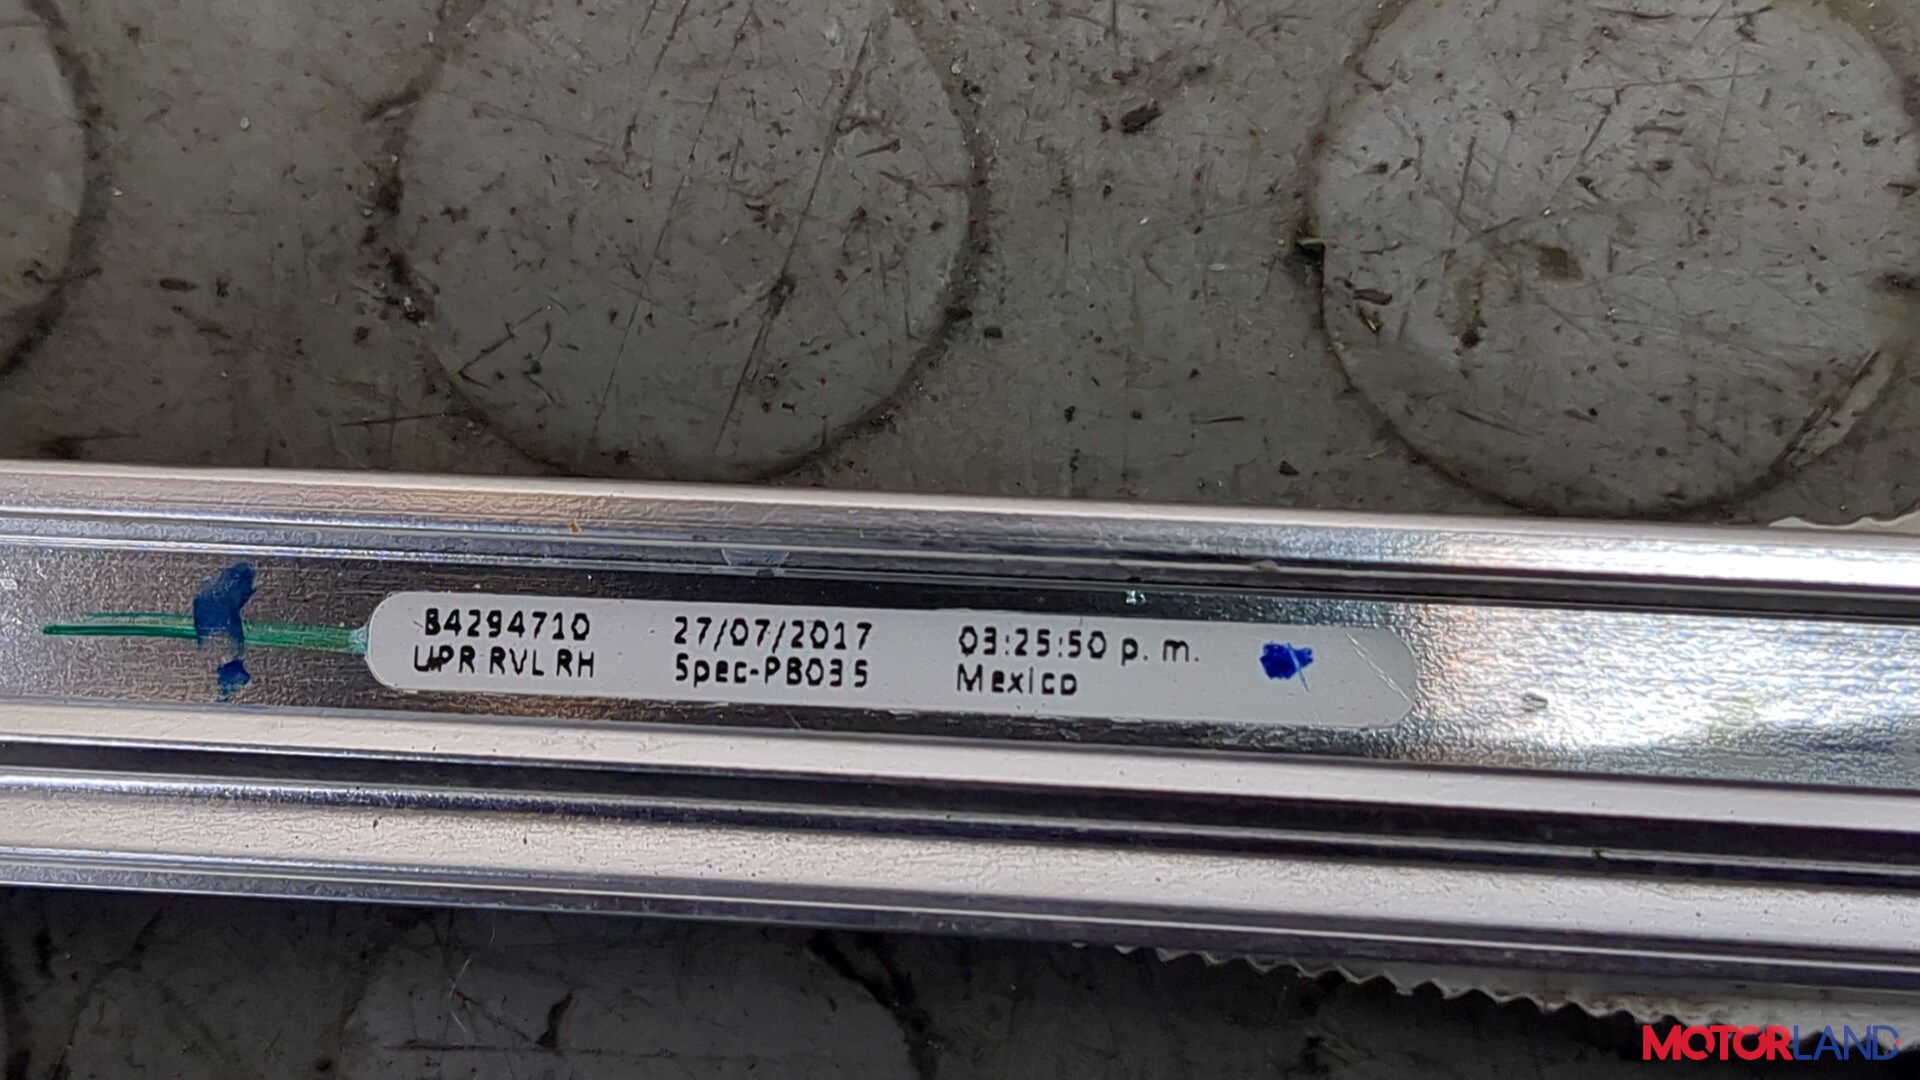 84294710 27/07/2017 03:25:50 p. m.
UPR RVL RH Spec-PB035 Mexico
MOTORLAND